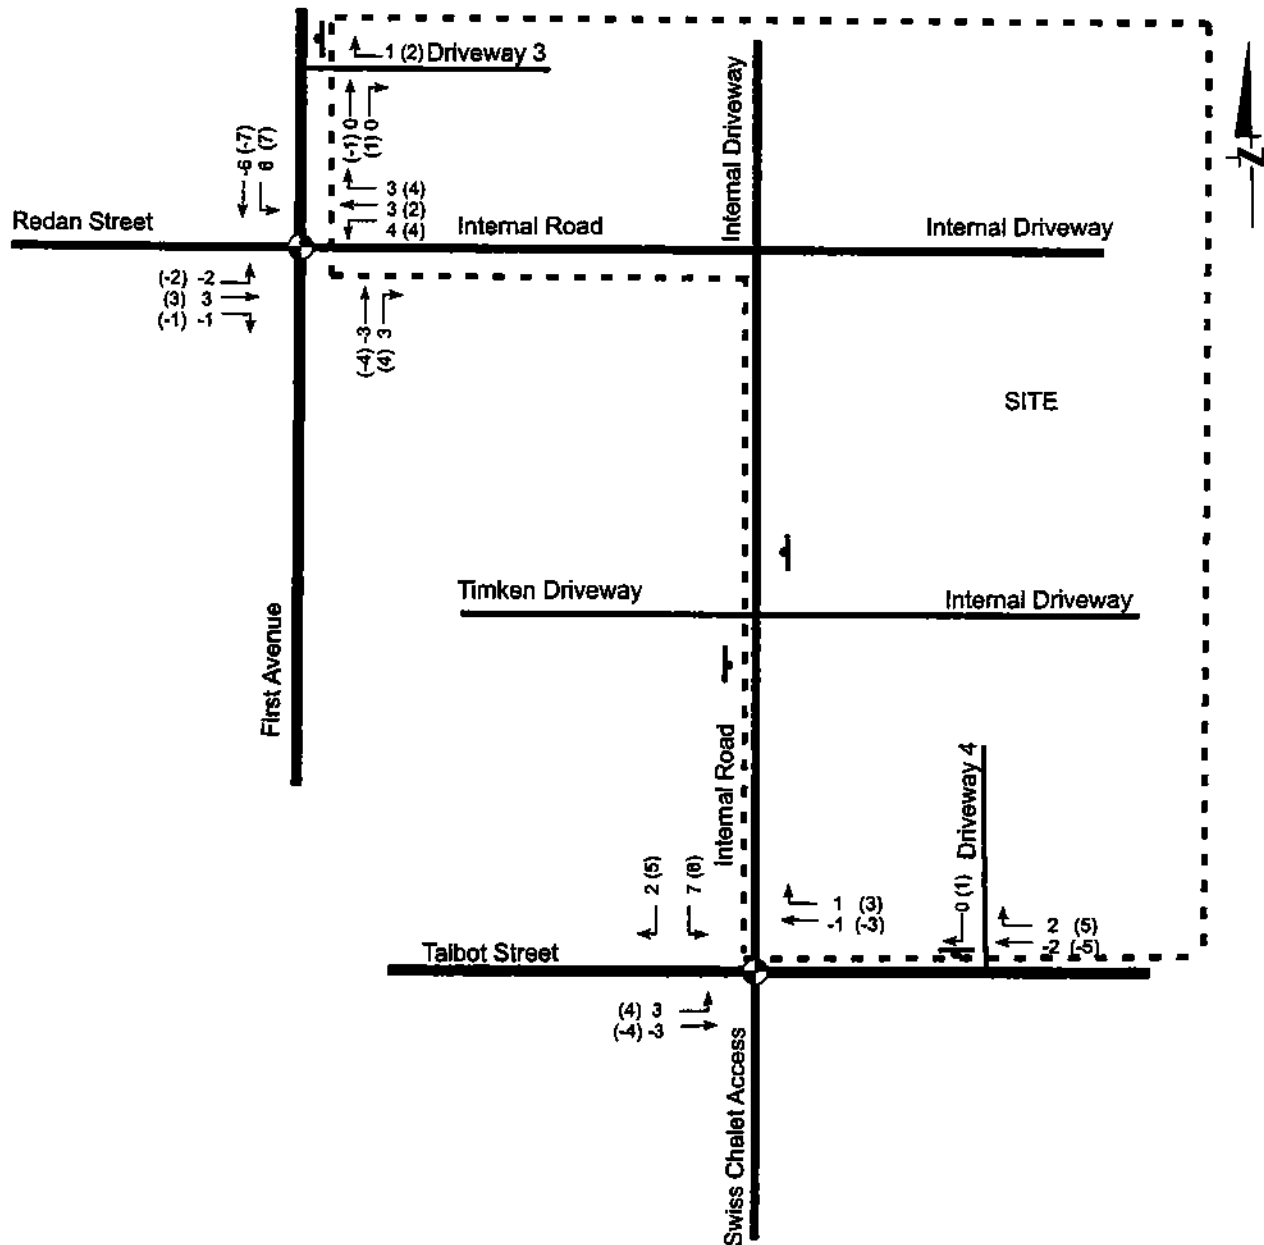 1 (2) Driveway 3
(-1) 0
(1) 0
-6 (-7)
6 (7)
3 (4)
3 (2)
4 (4)
Redan Street
Internal Road
Internal Driveway
Internal Driveway
N
(-2) -2
(3) 3
(-1) -1
(-4) -3
(4) 3
SITE
Timken Driveway
Internal Driveway
First Avenue
Internal Road
Driveway 4
2 (5)
7 (8)
1 (3)
-1 (-3)
0 (1)
2 (5)
-2 (-5)
Talbot Street
(4) 3
(-4) -3
Swiss Chalet Access